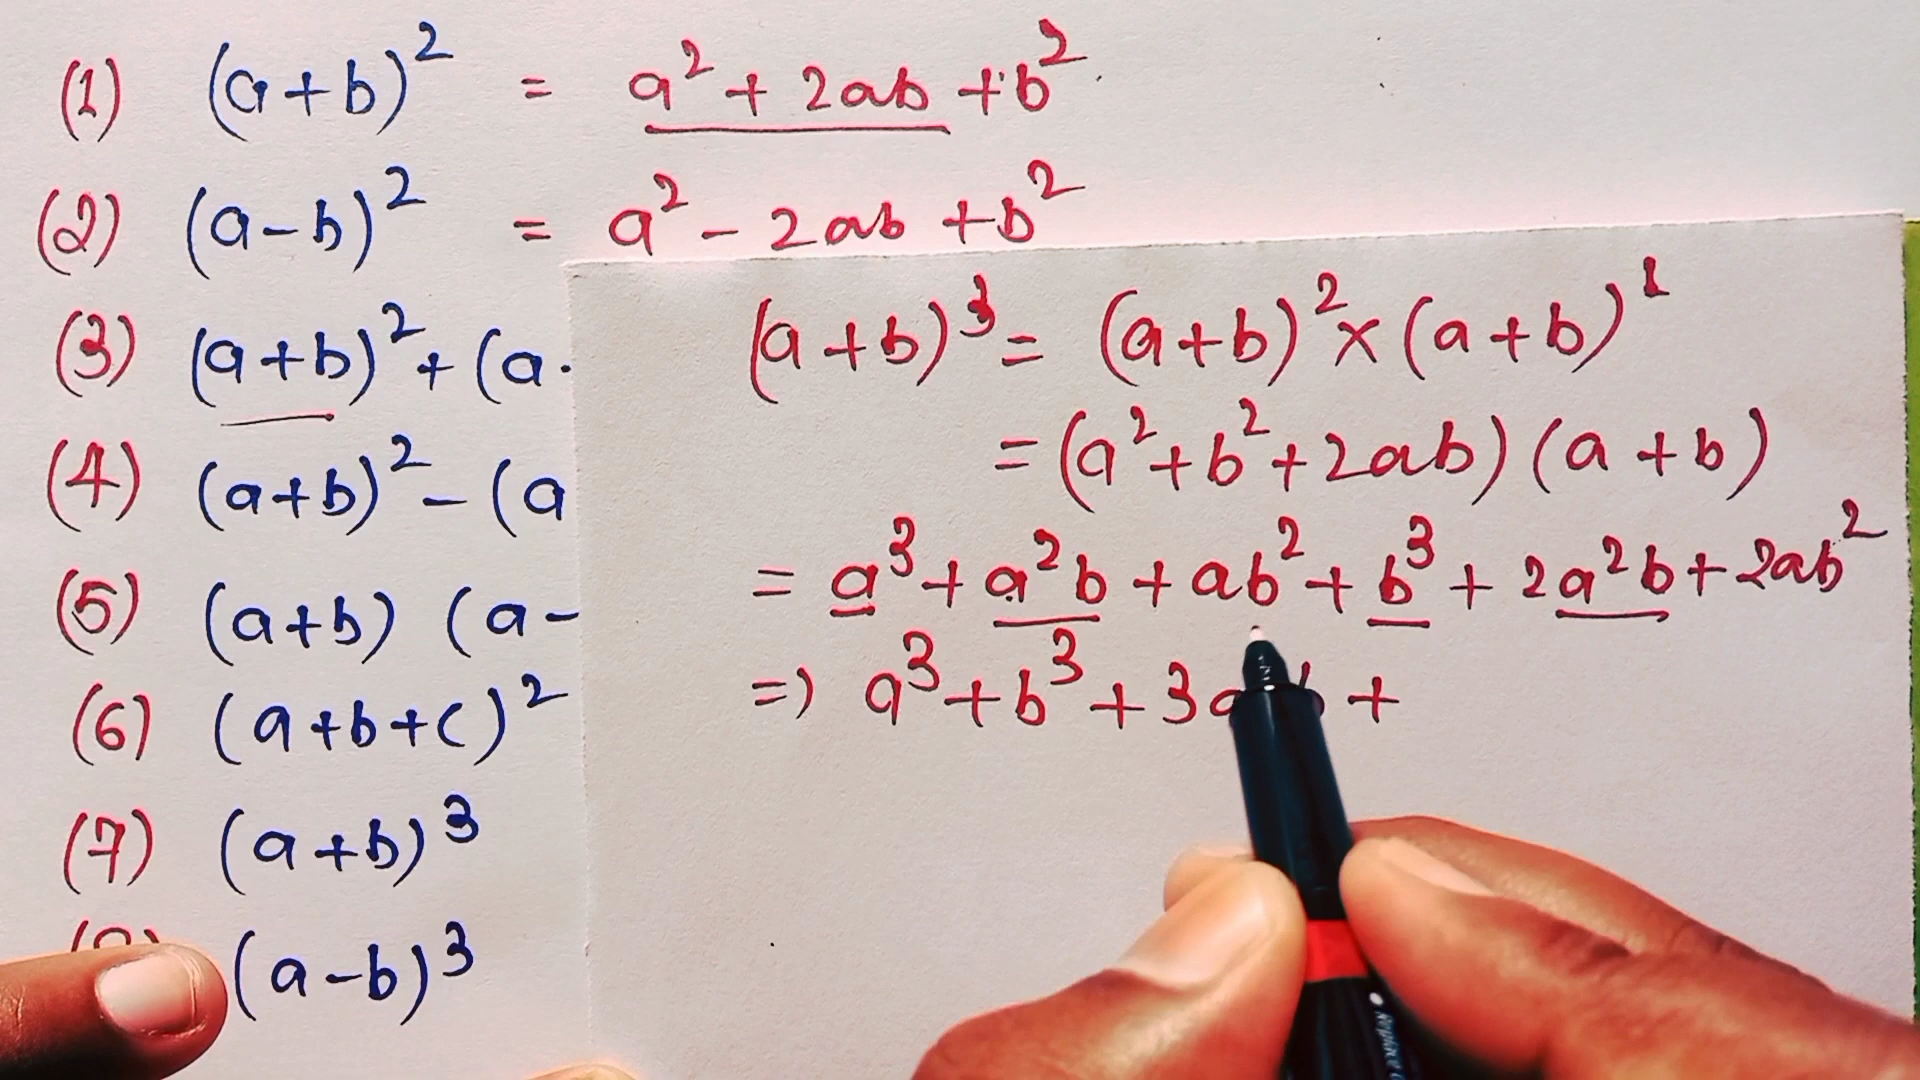 (1) (a+b)² = a² + 2ab + b²
(2) (a-b)² = a² - 2ab + b²
(3) (a+b)² + (a-
(4) (a+b)² - (a
(5) (a+b) (a-
(6) (a+b+c)²
(7) (a+b)³
(a-b)³
(a+b)³ = (a+b)² × (a+b)¹
= (a²+b²+2ab) (a+b)
= a³ + a²b + ab² + b³ + 2a²b + 2ab²
⇒ a³ + b³ + 3a +